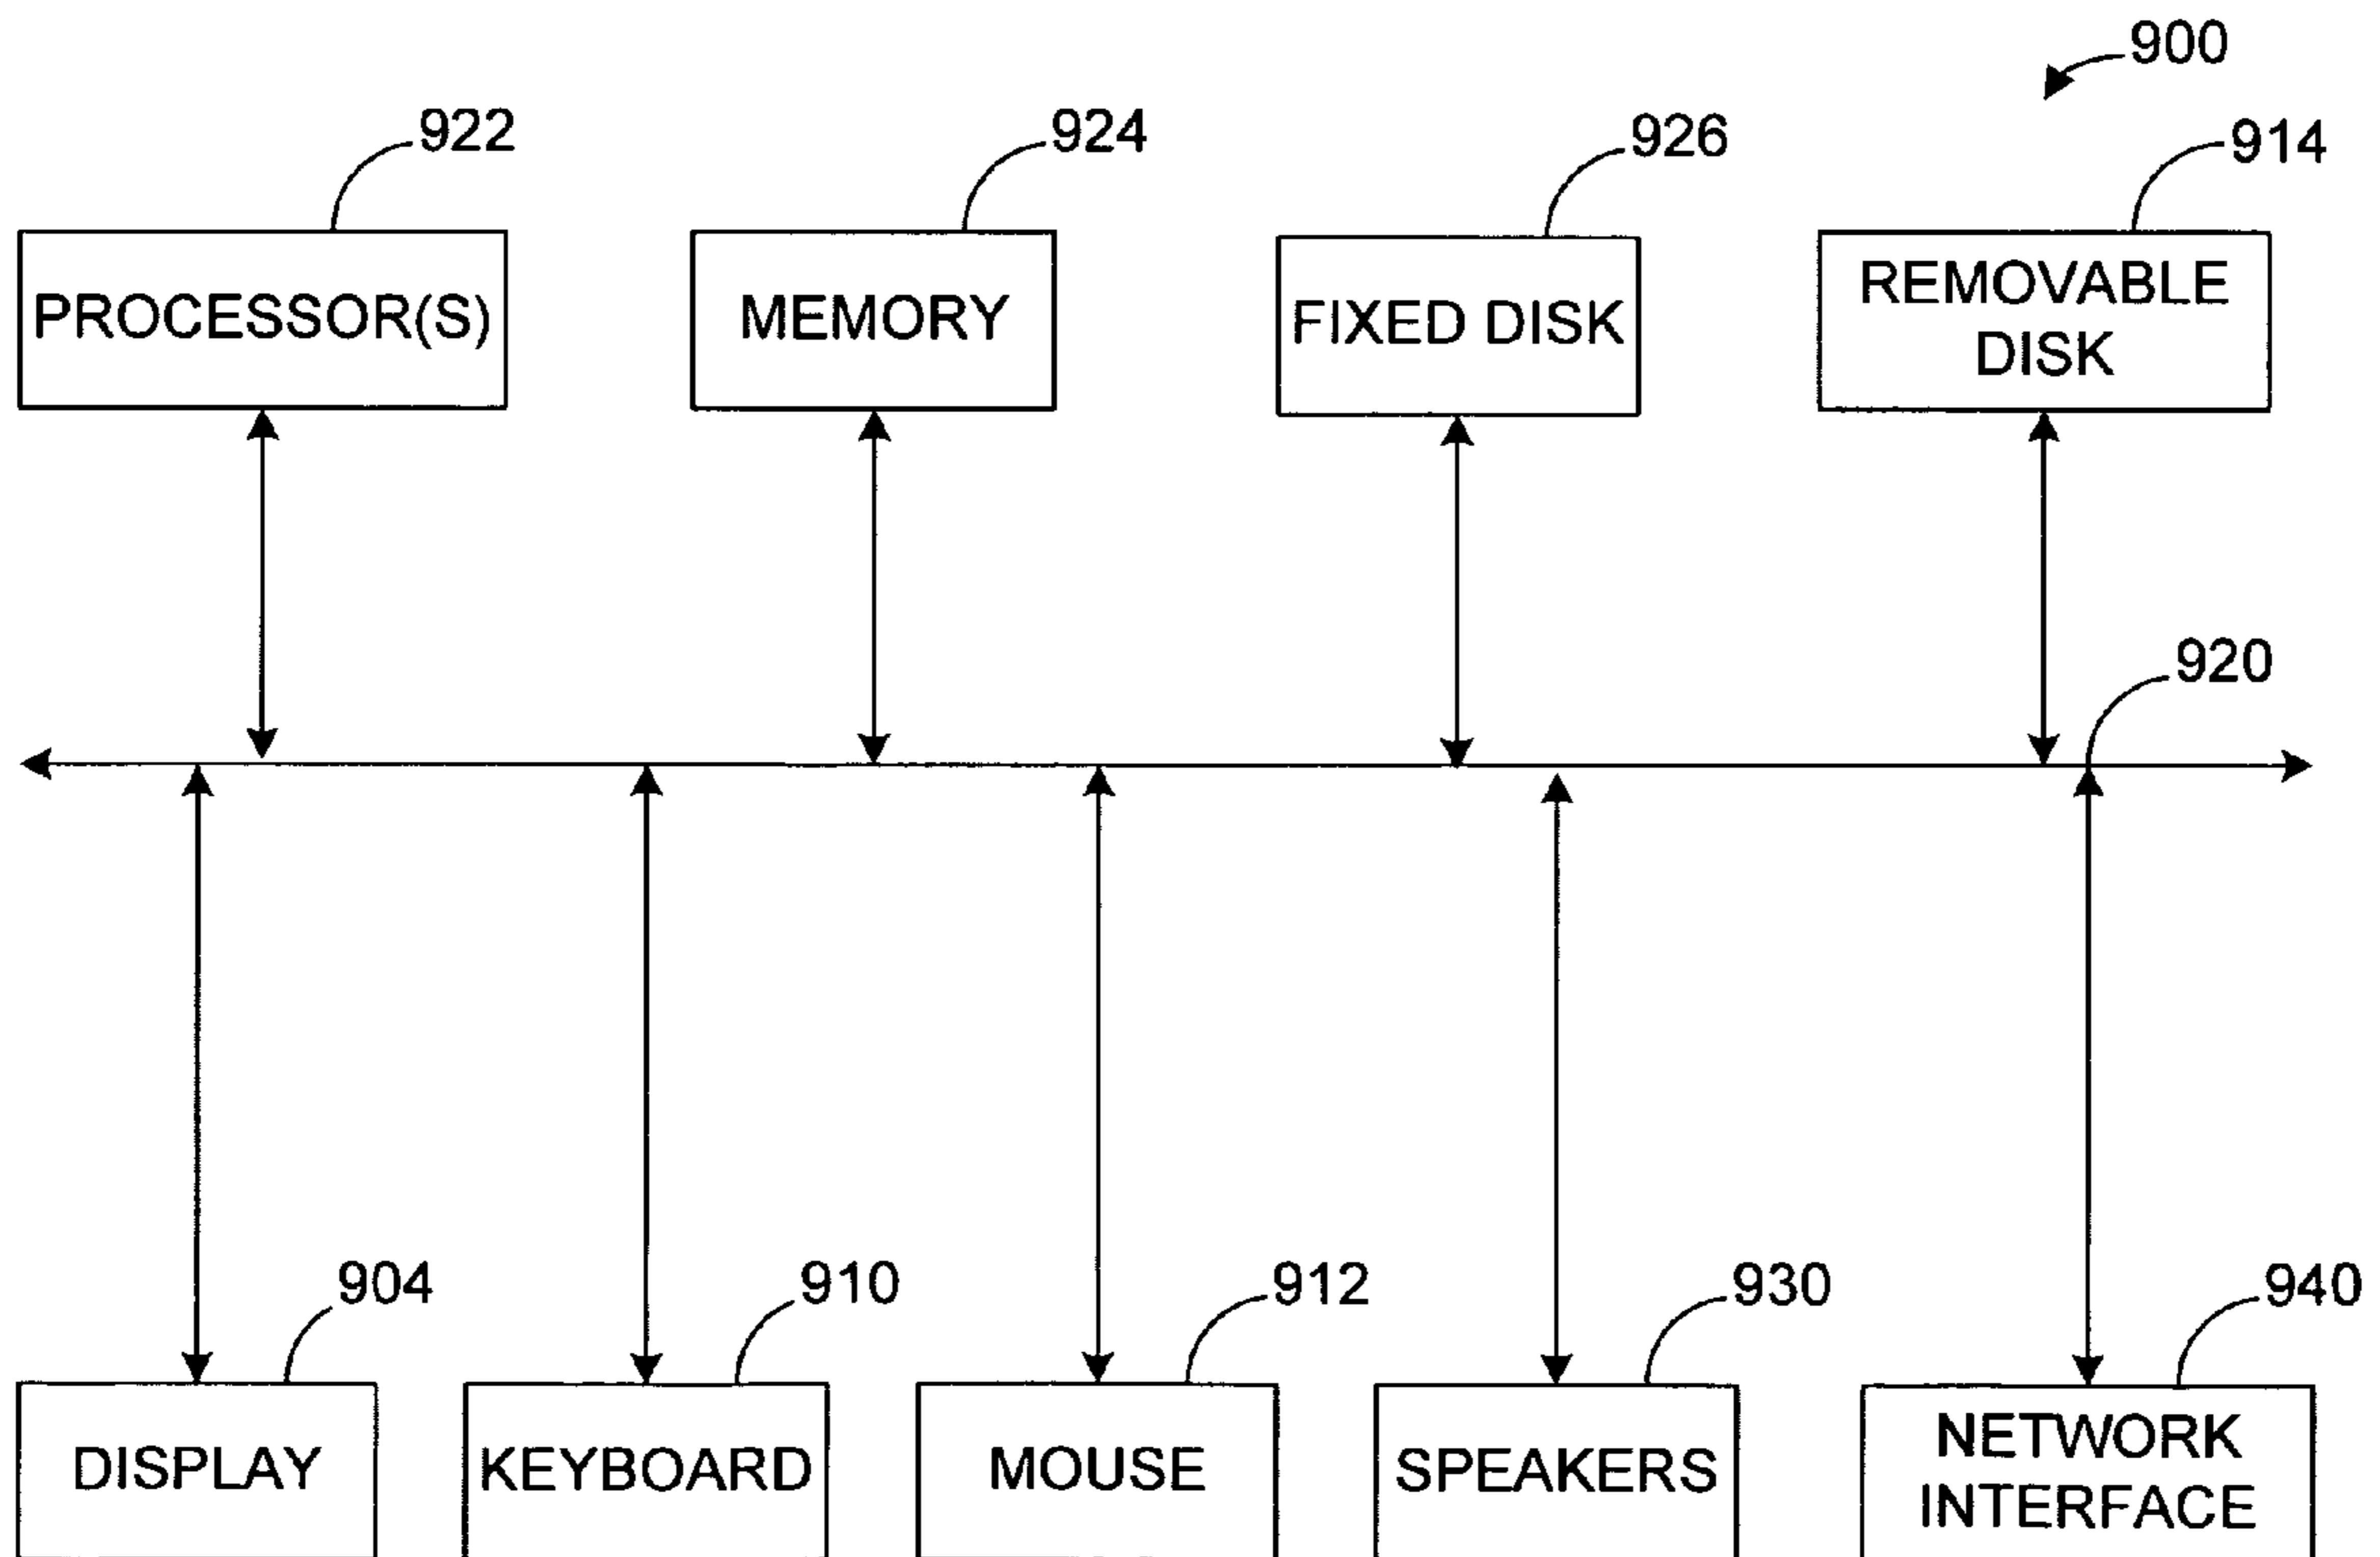 900
922
924
926
914
PROCESSOR(S)
MEMORY
FIXED DISK
REMOVABLE
DISK
920
904
910
912
930
940
DISPLAY
KEYBOARD
MOUSE
SPEAKERS
NETWORK
INTERFACE